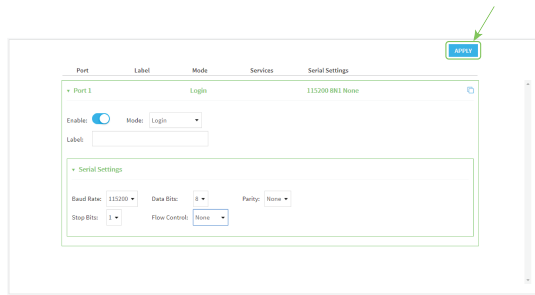 APPLY
Port Label Mode Services Serial Settings
Port 1 Login 115200 8N1 None
Enable: Mode: Login
Label:
Serial Settings
Baud Rate: 115200 Data Bits: 8 Parity: None
Stop Bits: 1 Flow Control: None